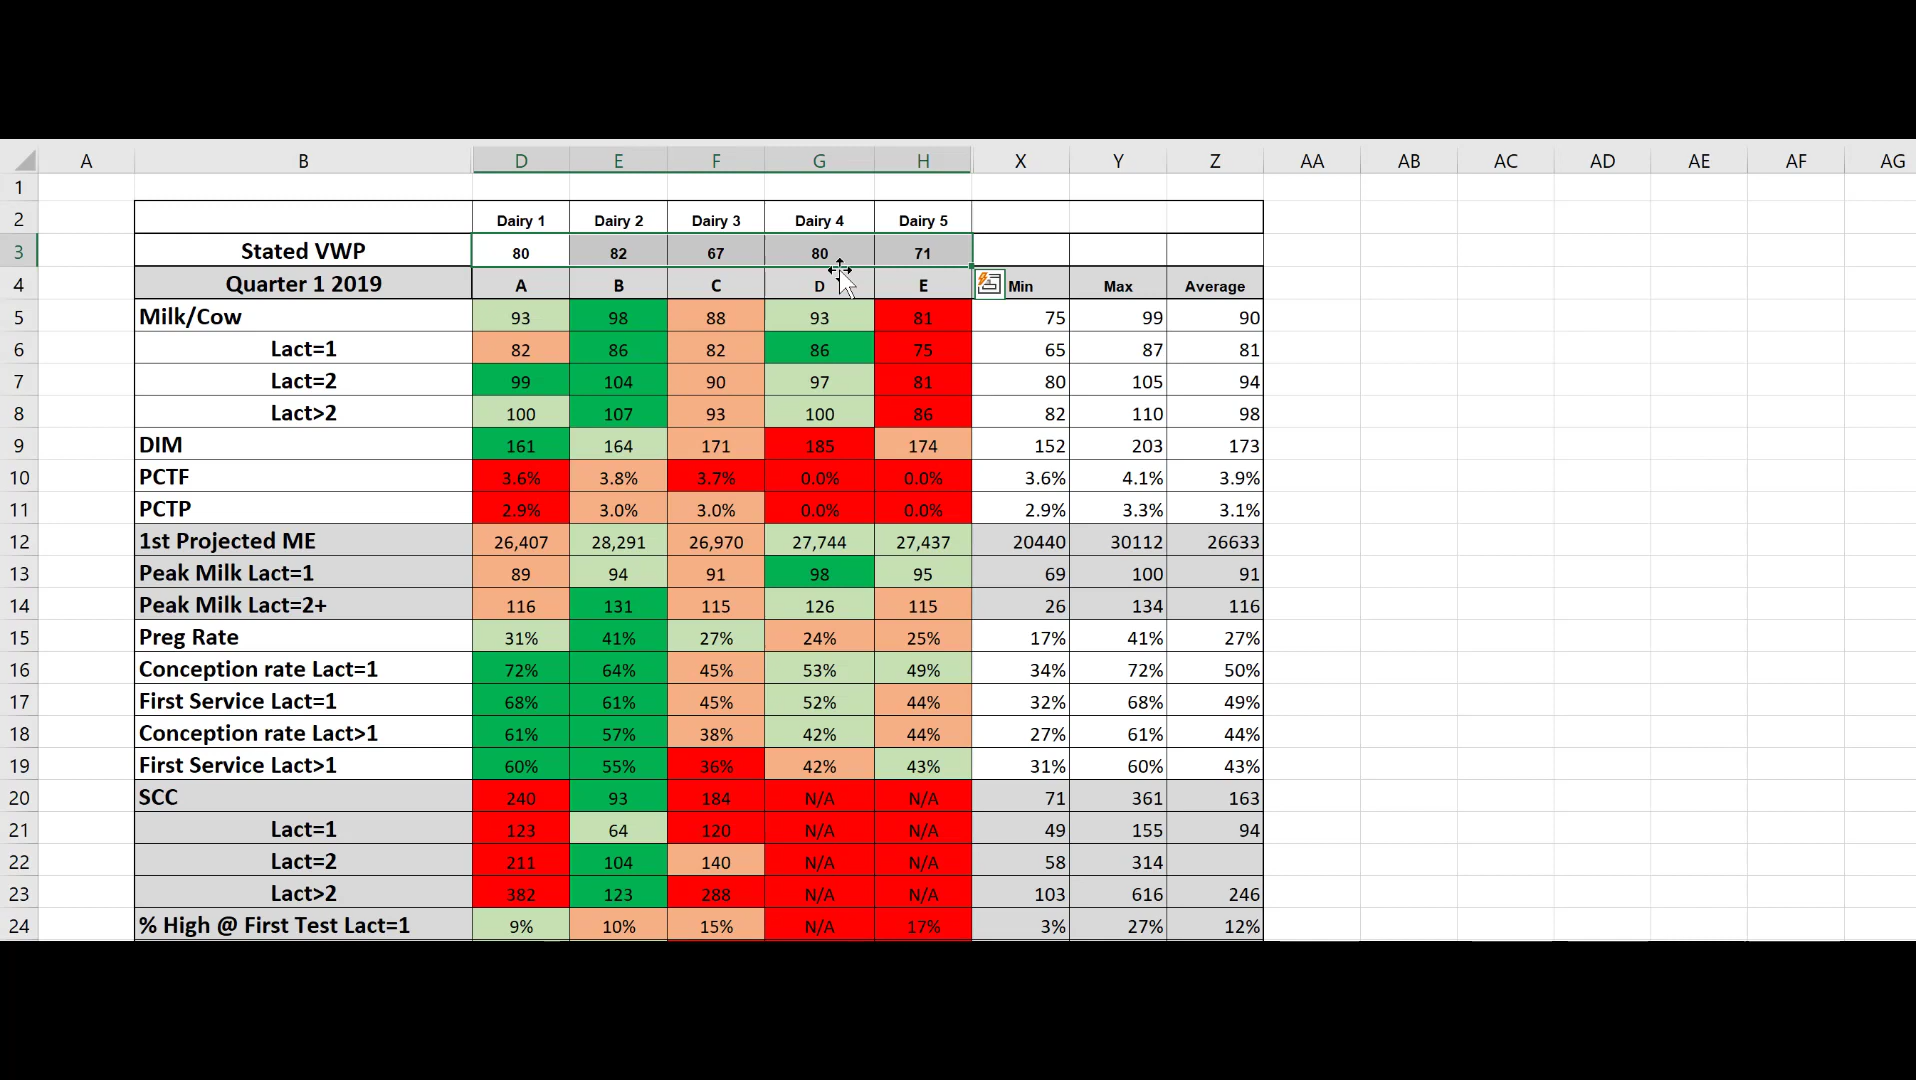 A B D E F G H X Y Z AA AB AC AD AE AF AG
1
2 Dairy 1 Dairy 2 Dairy 3 Dairy 4 Dairy 5
3 Stated VWP 80 82 67 80 71
4 Quarter 1 2019 A B C D E Min Max Average
5 Milk/Cow 93 98 88 93 81 75 99 90
6 Lact=1 82 86 82 86 75 65 87 81
7 Lact=2 99 104 90 97 81 80 105 94
8 Lact>2 100 107 93 100 86 82 110 98
9 DIM 161 164 171 185 174 152 203 173
10 PCTF 3.6% 3.8% 3.7% 0.0% 0.0% 3.6% 4.1% 3.9%
11 PCTP 2.9% 3.0% 3.0% 0.0% 0.0% 2.9% 3.3% 3.1%
12 1st Projected ME 26,407 28,291 26,970 27,744 27,437 20440 30112 26633
13 Peak Milk Lact=1 89 94 91 98 95 69 100 91
14 Peak Milk Lact=2+ 116 131 115 126 115 26 134 116
15 Preg Rate 31% 41% 27% 24% 25% 17% 41% 27%
16 Conception rate Lact=1 72% 64% 45% 53% 49% 34% 72% 50%
17 First Service Lact=1 68% 61% 45% 52% 44% 32% 68% 49%
18 Conception rate Lact>1 61% 57% 38% 42% 44% 27% 61% 44%
19 First Service Lact>1 60% 55% 36% 42% 43% 31% 60% 43%
20 SCC 240 93 184 N/A N/A 71 361 163
21 Lact=1 123 64 120 N/A N/A 49 155 94
22 Lact=2 211 104 140 N/A N/A 58 314
23 Lact>2 382 123 288 N/A N/A 103 616 246
24 % High @ First Test Lact=1 9% 10% 15% N/A 17% 3% 27% 12%